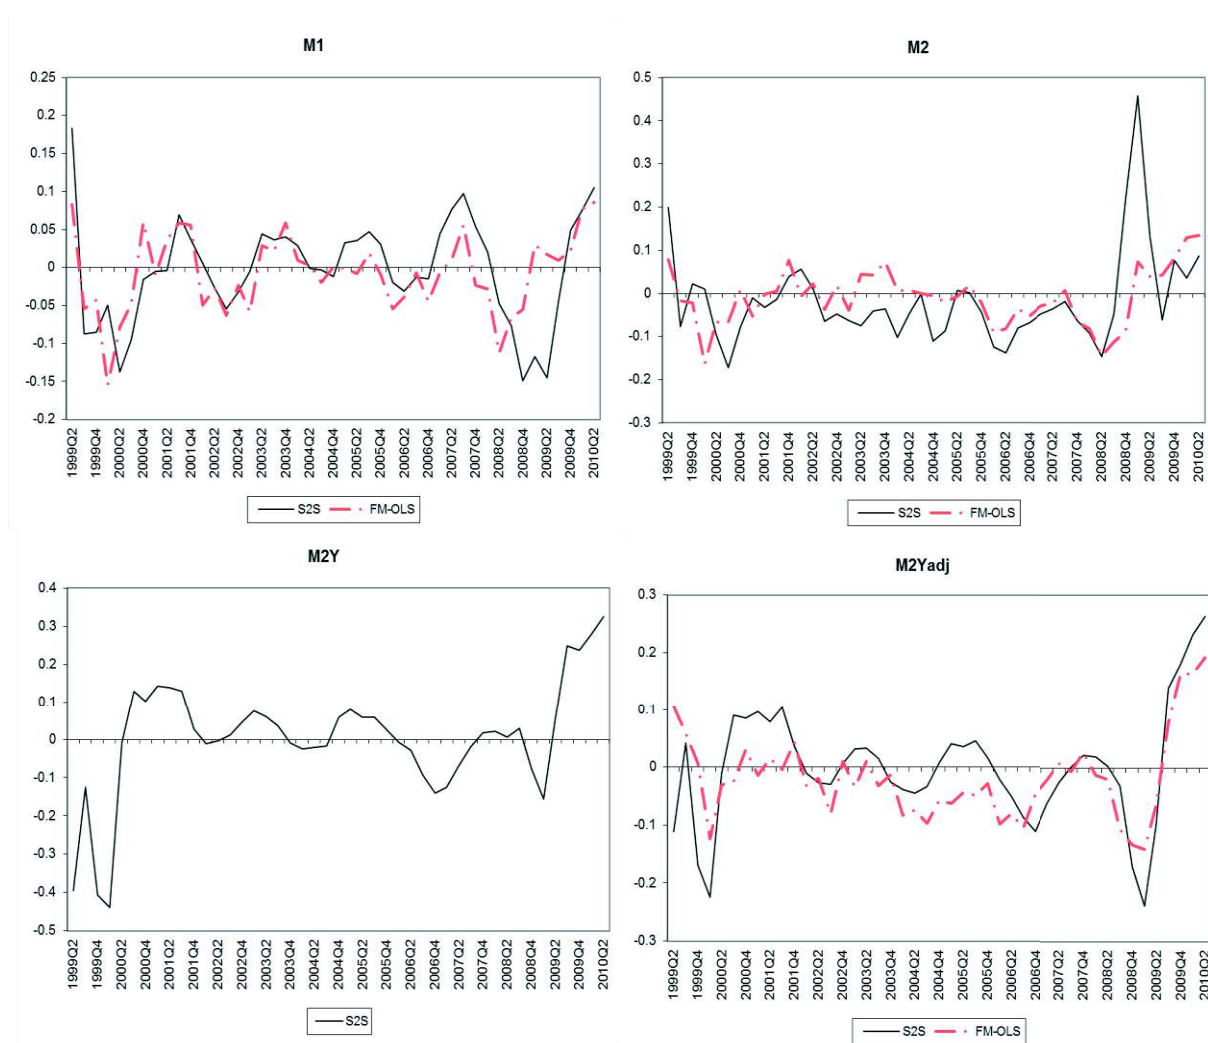 M1
0.25
0.2
0.15
0.1
0.05
0
-0.05
-0.1
-0.15
-0.2
1999Q2
1999Q4
2000Q2
2000Q4
2001Q2
2001Q4
2002Q2
2002Q4
2003Q2
2003Q4
2004Q2
2004Q4
2005Q2
2005Q4
2006Q2
2006Q4
2007Q2
2007Q4
2008Q2
2008Q4
2009Q2
2009Q4
2010Q2
S2S FM-OLS
M2
0.5
0.4
0.3
0.2
0.1
0
-0.1
-0.2
-0.3
1999Q2
1999Q4
2000Q2
2000Q4
2001Q2
2001Q4
2002Q2
2002Q4
2003Q2
2003Q4
2004Q2
2004Q4
2005Q2
2005Q4
2006Q2
2006Q4
2007Q2
2007Q4
2008Q2
2008Q4
2009Q2
2009Q4
2010Q2
S2S FM-OLS
M2Y
0.4
0.3
0.2
0.1
0
-0.1
-0.2
-0.3
-0.4
-0.5
1999Q2
1999Q4
2000Q2
2000Q4
2001Q2
2001Q4
2002Q2
2002Q4
2003Q2
2003Q4
2004Q2
2004Q4
2005Q2
2005Q4
2006Q2
2006Q4
2007Q2
2007Q4
2008Q2
2008Q4
2009Q2
2009Q4
2010Q2
S2S
M2Yadj
0.3
0.2
0.1
0
-0.1
-0.2
-0.3
1999Q2
1999Q4
2000Q2
2000Q4
2001Q2
2001Q4
2002Q2
2002Q4
2003Q2
2003Q4
2004Q2
2004Q4
2005Q2
2005Q4
2006Q2
2006Q4
2007Q2
2007Q4
2008Q2
2008Q4
2009Q2
2009Q4
2010Q2
S2S FM-OLS